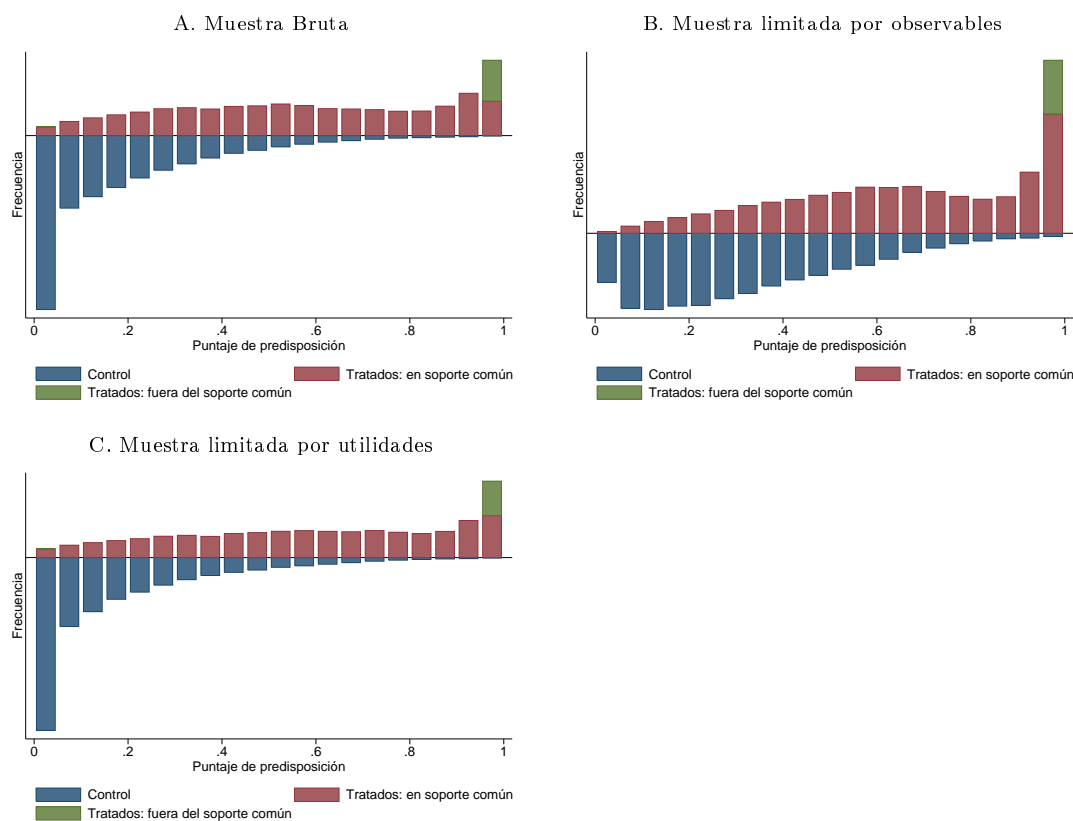 A. Muestra Bruta
Frecuencia
0 .2 .4 .6 .8 1
Puntaje de predisposición
Control
Tratados: en soporte común
Tratados: fuera del soporte común
B. Muestra limitada por observables
Frecuencia
0 .2 .4 .6 .8 1
Puntaje de predisposición
Control
Tratados: en soporte común
Tratados: fuera del soporte común
C. Muestra limitada por utilidades
Frecuencia
0 .2 .4 .6 .8 1
Puntaje de predisposición
Control
Tratados: en soporte común
Tratados: fuera del soporte común